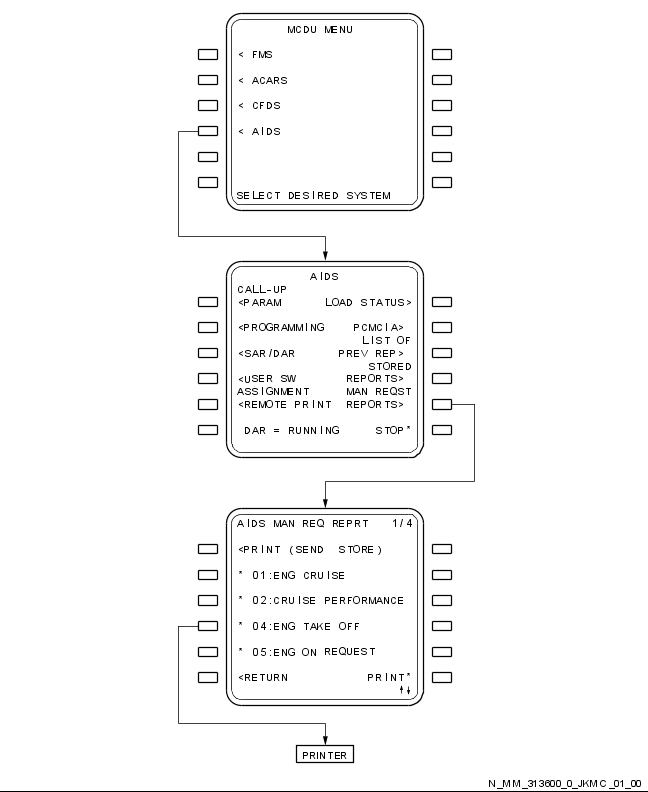 MCDU MENU
< FMS
< ACARS
< CFDS
< AIDS
SELECT DESIRED SYSTEM
AIDS
CALL-UP
<PARAM LOAD STATUS>
<PROGRAMMING PCMCIA>
LIST OF
<SAR/DAR PREV REP>
STORED
<USER SW REPORTS>
ASSIGNMENT MAN REQST
<REMOTE PRINT REPORTS>
DAR = RUNNING STOP*
AIDS MAN REQ REPRT 1/4
<PRINT (SEND STORE)
* 01:ENG CRUISE
* 02:CRUISE PERFORMANCE
* 04:ENG TAKE OFF
* 05:ENG ON REQUEST
<RETURN PRINT*
↑↓
PRINTER
N_MM_313600_0_JKMC_01_00